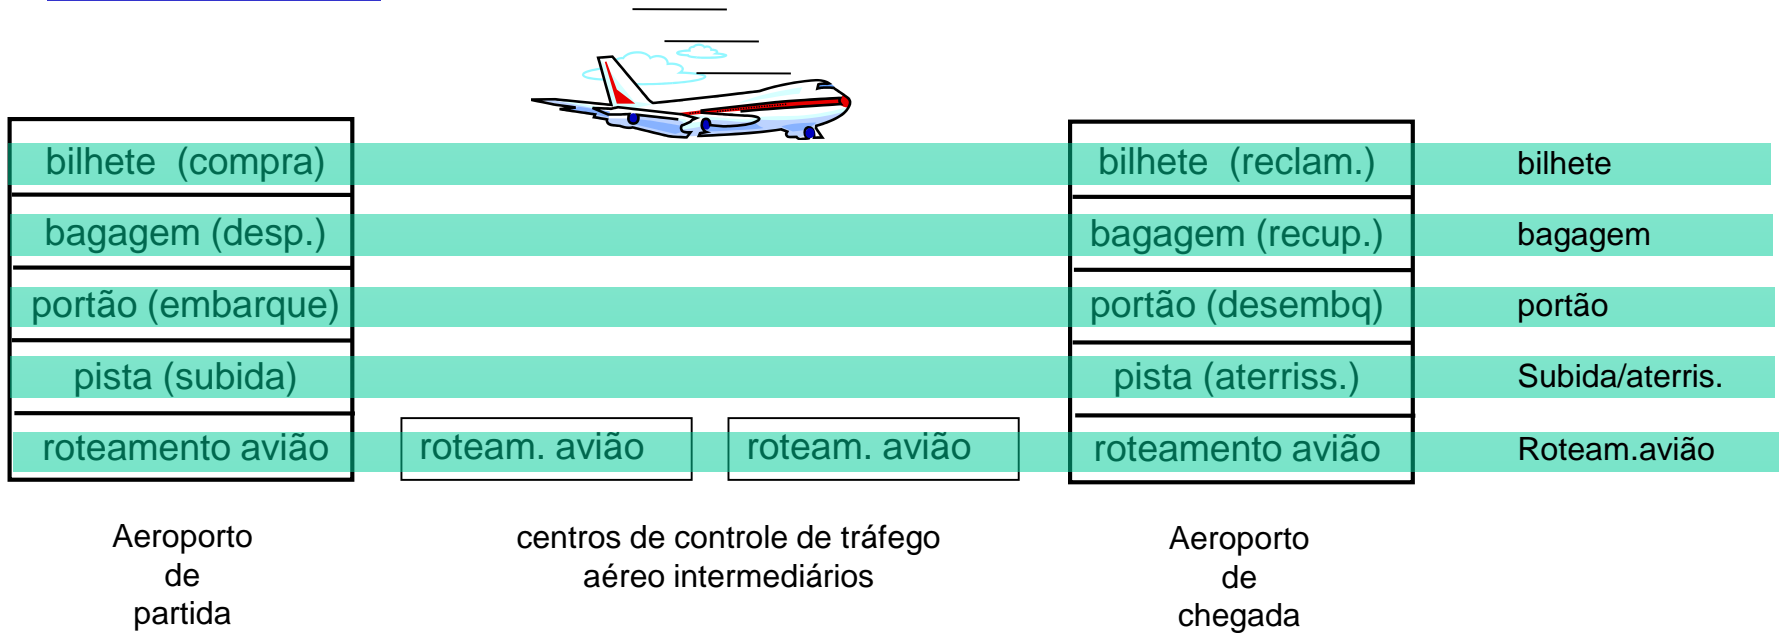 bilhete (compra)
bilhete (reclam.)
bilhete
bagagem (desp.)
bagagem (recup.)
bagagem
portão (embarque)
portão (desembq)
portão
pista (subida)
pista (aterriss.)
Subida/aterris.
roteamento avião
roteam. avião
roteam. avião
roteamento avião
Roteam.avião
Aeroporto
de
partida
centros de controle de tráfego
aéreo intermediários
Aeroporto
de
chegada